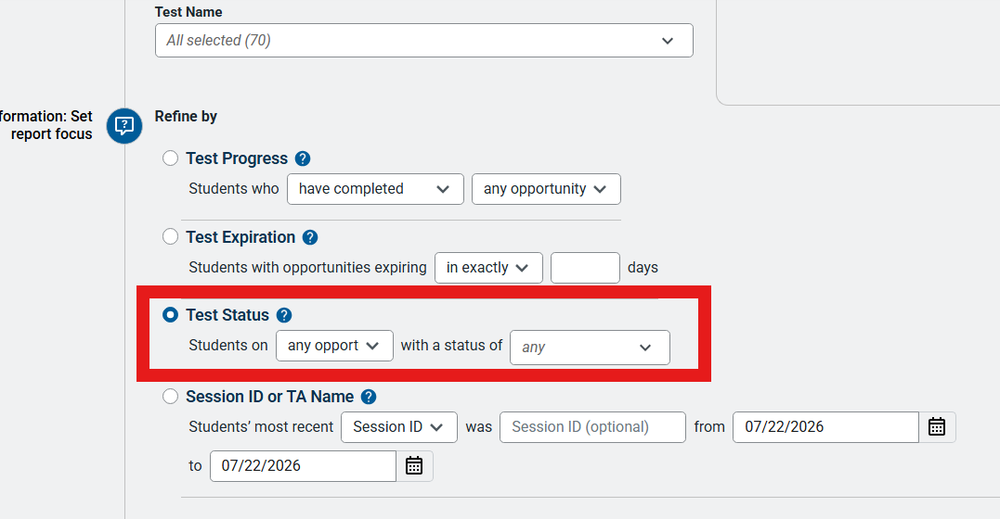 Test Name
All selected (70)
formation: Set
report focus
Refine by
Test Progress ?
Students who have completed any opportunity
Test Expiration ?
Students with opportunities expiring in exactly days
Test Status ?
Students on any opport with a status of any
Session ID or TA Name ?
Students’ most recent Session ID was Session ID (optional) from 07/22/2026
to 07/22/2026